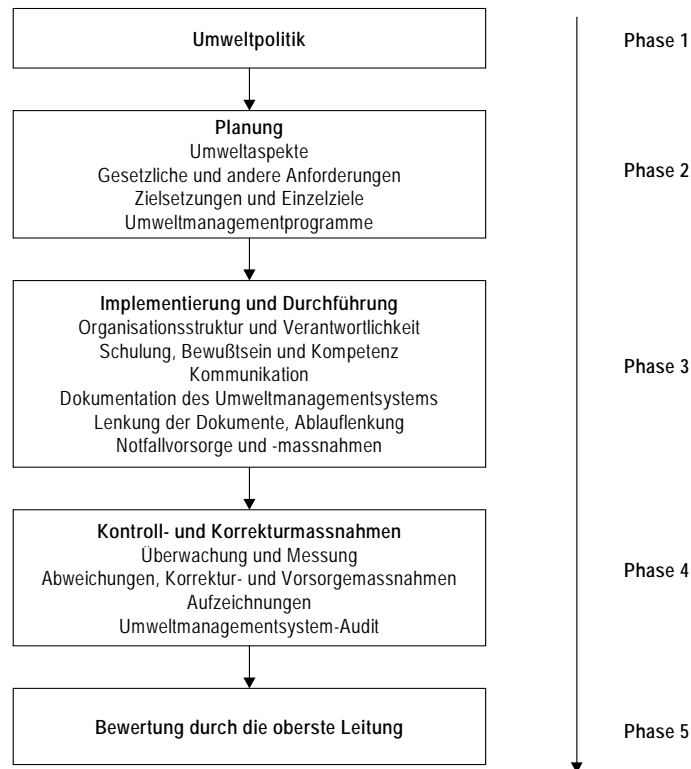 Umweltpolitik
Phase 1
Planung
Umweltaspekte
Gesetzliche und andere Anforderungen
Zielsetzungen und Einzelziele
Umweltmanagementprogramme
Phase 2
Implementierung und Durchführung
Organisationsstruktur und Verantwortlichkeit
Schulung, Bewußtsein und Kompetenz
Kommunikation
Dokumentation des Umweltmanagementsystems
Lenkung der Dokumente, Ablauflenkung
Notfallvorsorge und -massnahmen
Phase 3
Kontroll- und Korrekturmassnahmen
Überwachung und Messung
Abweichungen, Korrektur- und Vorsorgemassnahmen
Aufzeichnungen
Umweltmanagementsystem-Audit
Phase 4
Bewertung durch die oberste Leitung
Phase 5